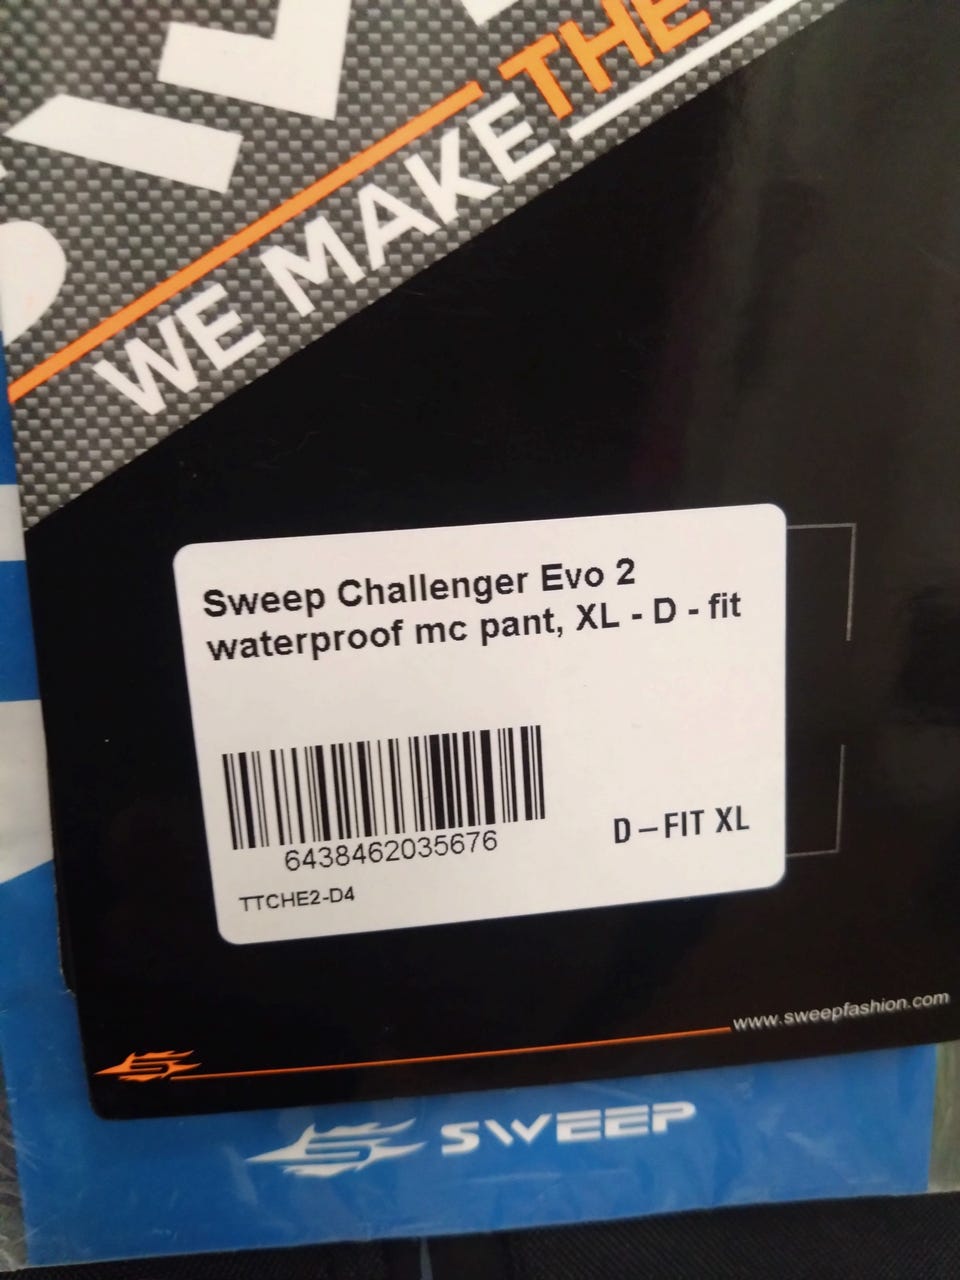 WE MAKE THE
Sweep Challenger Evo 2
waterproof mc pant, XL - D - fit
6438462035676
D-FIT XL
TTCHE2-D4
www.sweepfashion.com
SWEEP